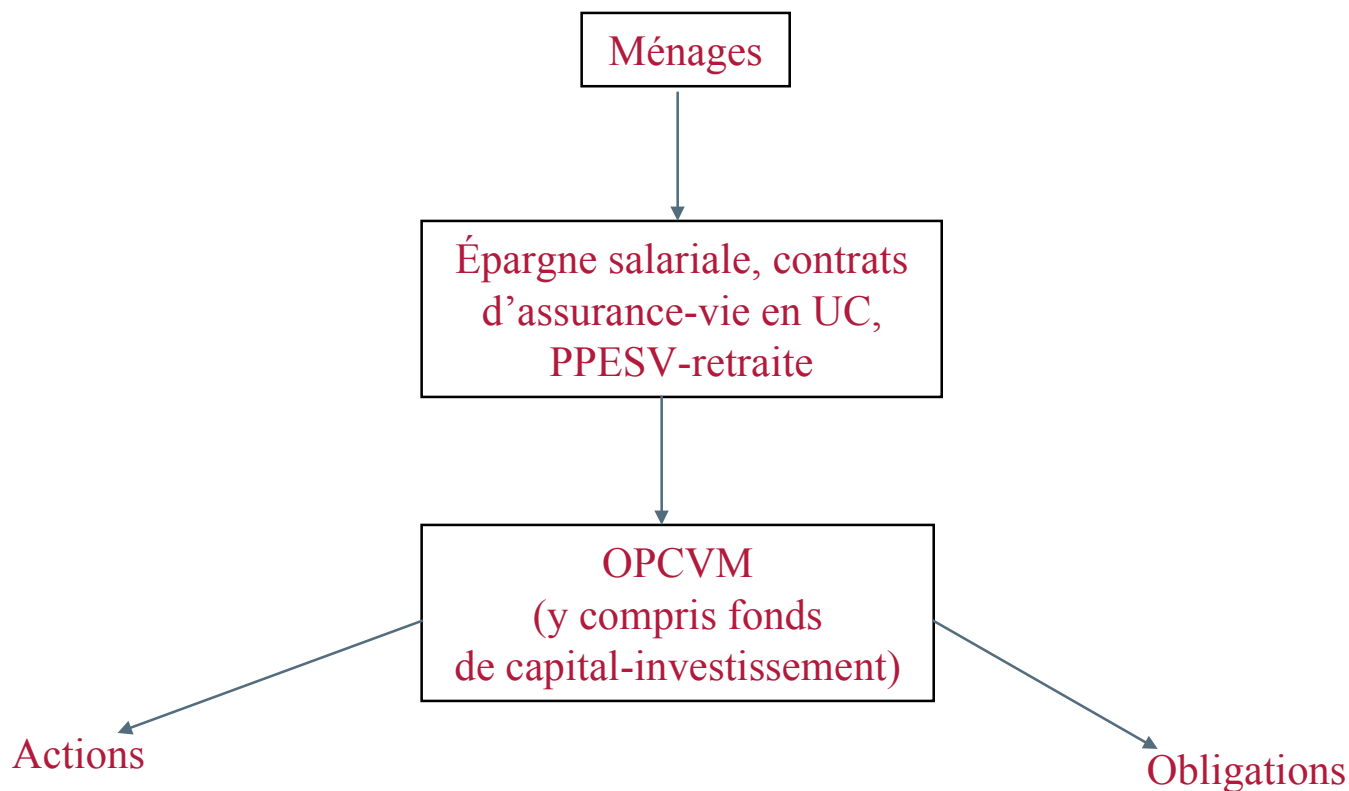 Ménages
Épargne salariale, contrats
d’assurance-vie en UC,
PPESV-retraite
OPCVM
(y compris fonds
de capital-investissement)
Actions
Obligations